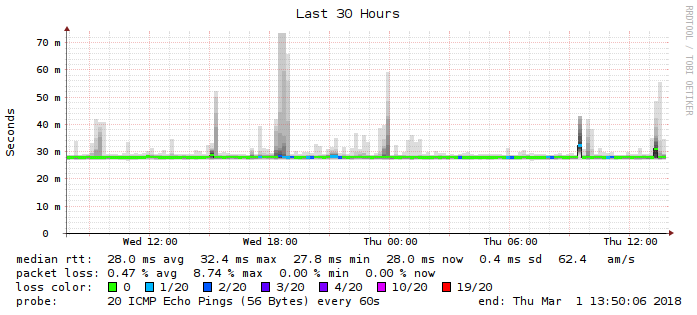 Last 30 Hours
RRDTOOL / TOBI OETIKER
Seconds
70 m
60 m
50 m
40 m
30 m
20 m
10 m
0
Wed 12:00 Wed 18:00 Thu 00:00 Thu 06:00 Thu 12:00
median rtt: 28.0 ms avg 32.4 ms max 27.8 ms min 28.0 ms now 0.4 ms sd 62.4 am/s
packet loss: 0.47 % avg 8.74 % max 0.00 % min 0.00 % now
loss color: 0 1/20 2/20 3/20 4/20 10/20 19/20
probe: 20 ICMP Echo Pings (56 Bytes) every 60s end: Thu Mar 1 13:50:06 2018